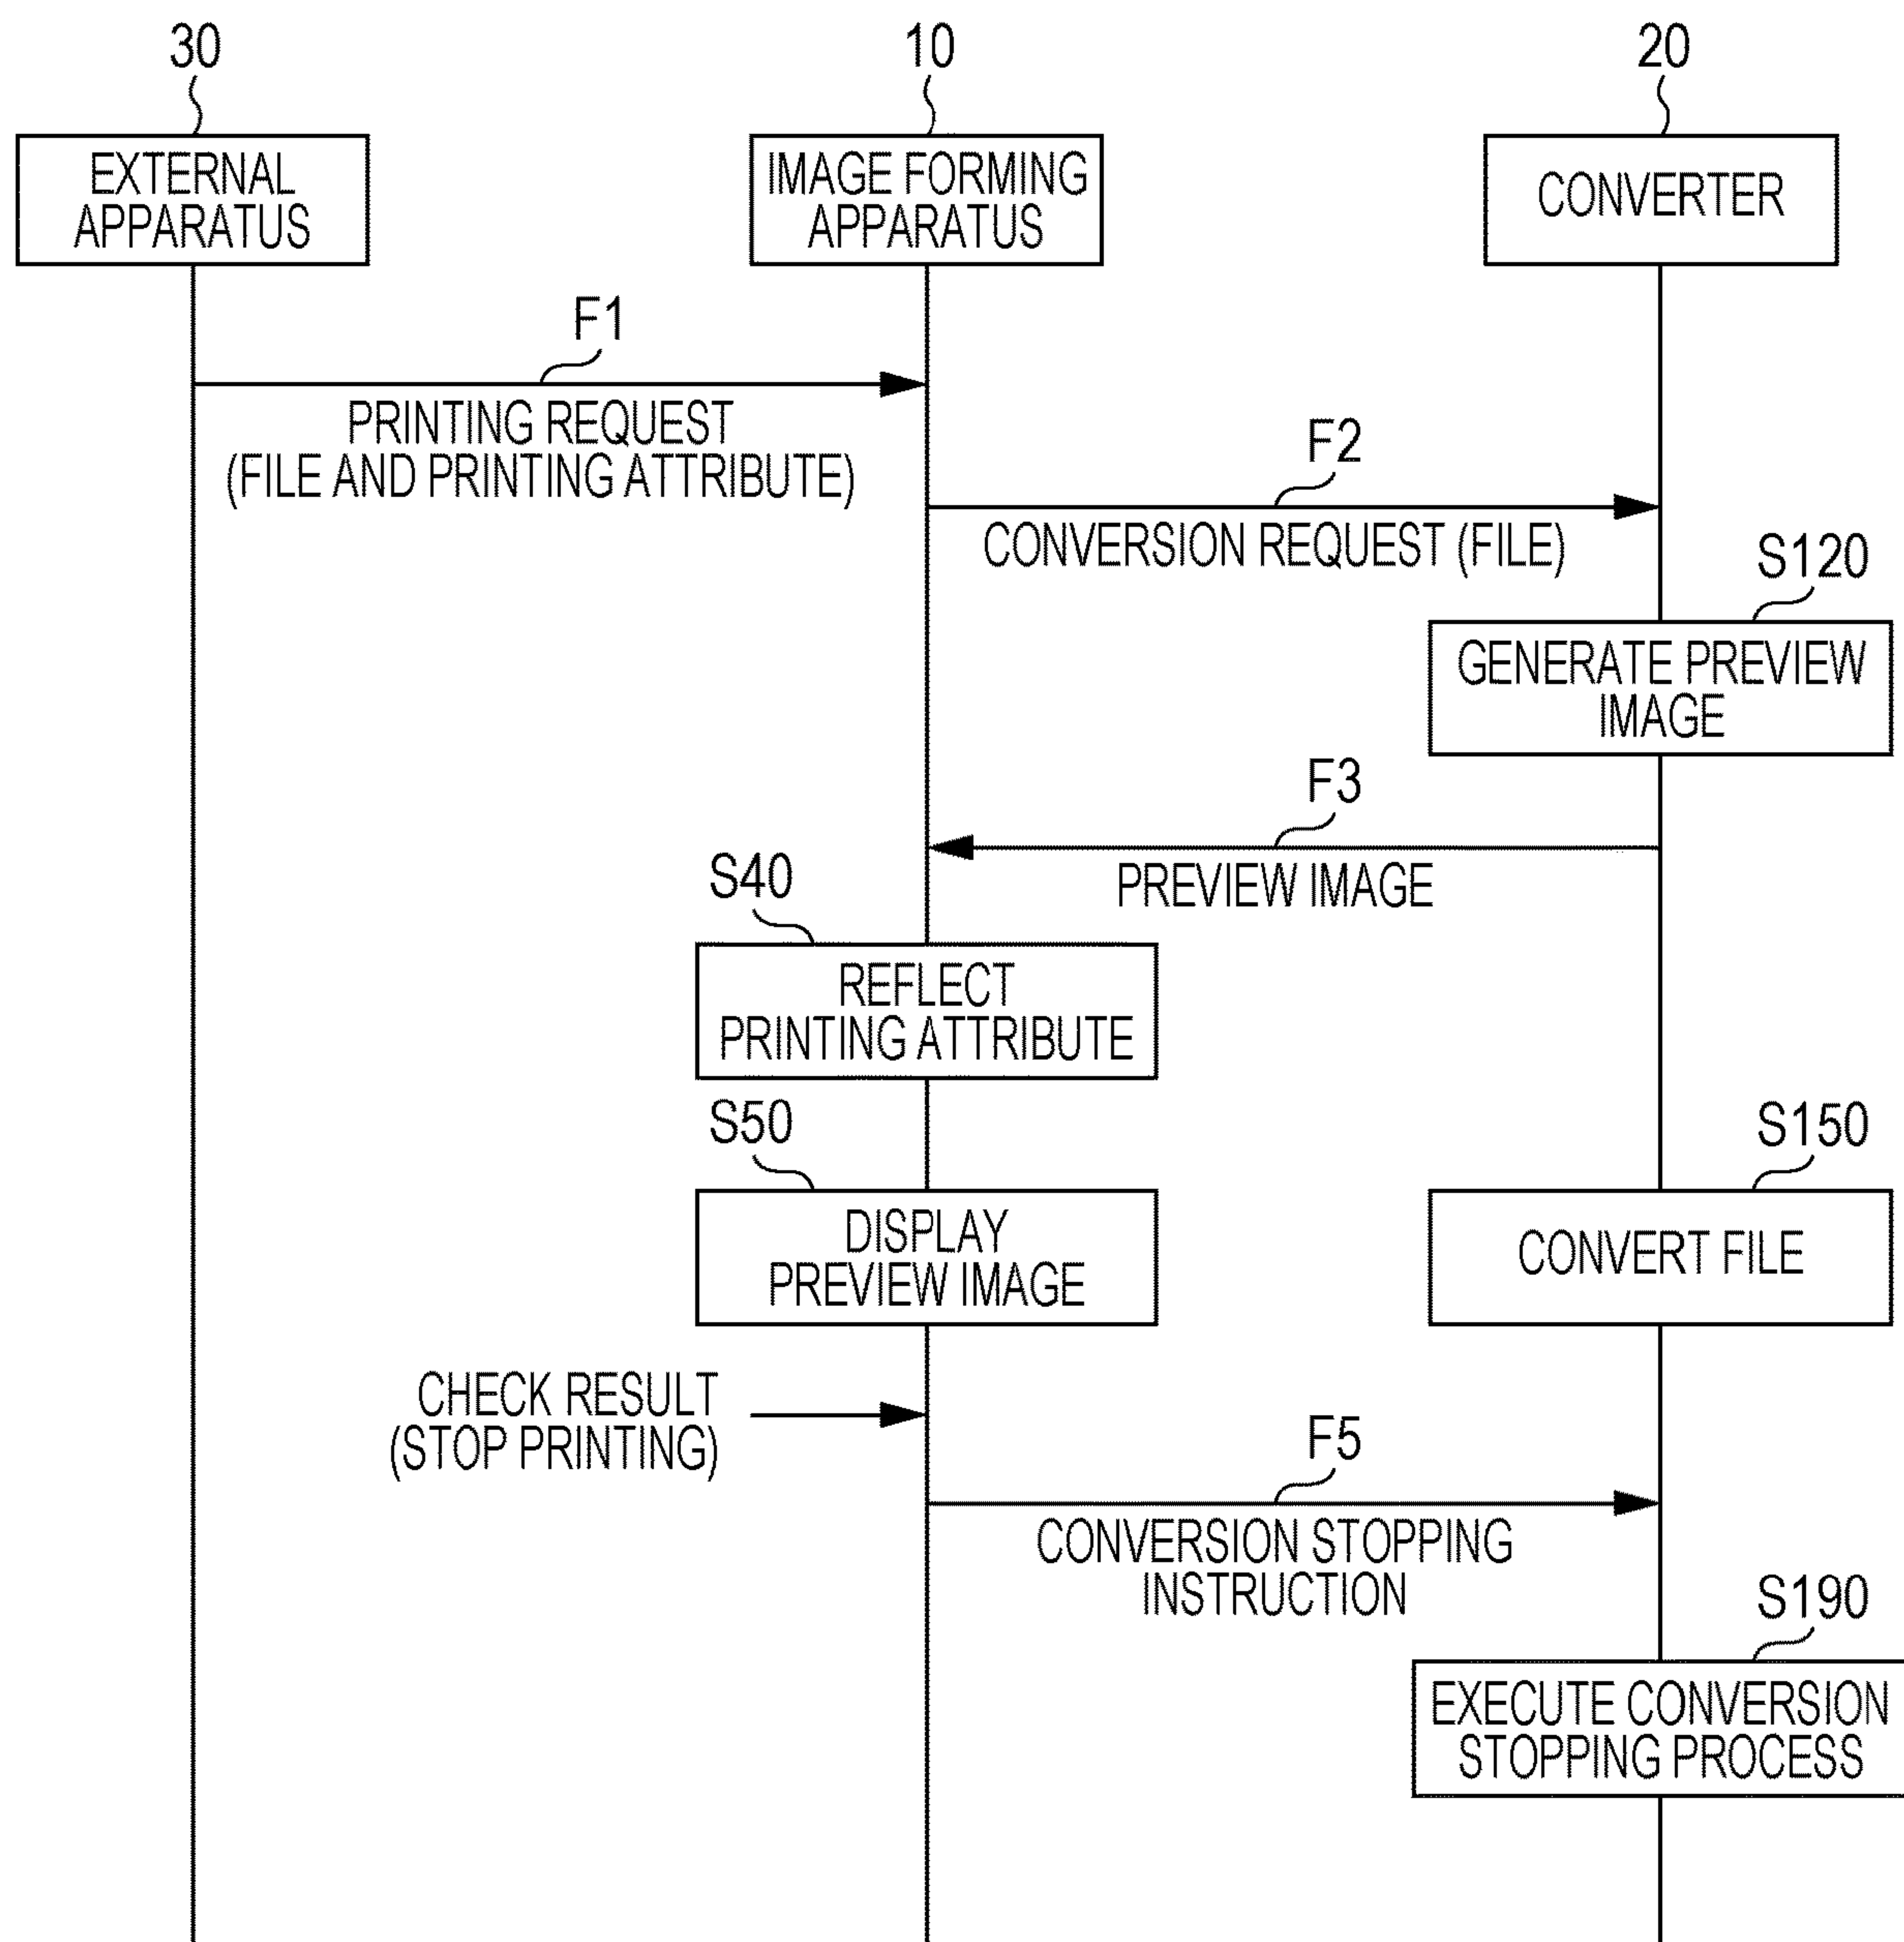 30
10
20
EXTERNAL
APPARATUS
IMAGE FORMING
APPARATUS
CONVERTER
F1
PRINTING REQUEST
(FILE AND PRINTING ATTRIBUTE)
F2
CONVERSION REQUEST (FILE)
S120
GENERATE PREVIEW
IMAGE
F3
PREVIEW IMAGE
S40
REFLECT
PRINTING ATTRIBUTE
S50
DISPLAY
PREVIEW IMAGE
S150
CONVERT FILE
CHECK RESULT
(STOP PRINTING)
F5
CONVERSION STOPPING
INSTRUCTION
S190
EXECUTE CONVERSION
STOPPING PROCESS